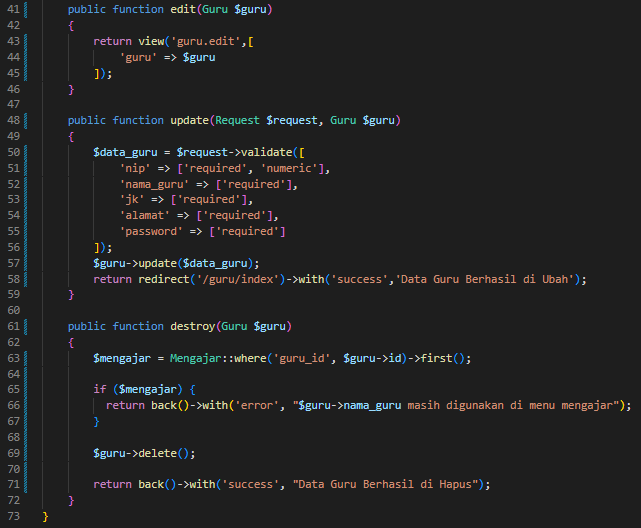 41 public function edit(Guru $guru)
42 {
43 return view('guru.edit',[
44 'guru' => $guru
45 ]);
46 }
47
48 public function update(Request $request, Guru $guru)
49 {
50 $data_guru = $request->validate([
51 'nip' => ['required', 'numeric'],
52 'nama_guru' => ['required'],
53 'jk' => ['required'],
54 'alamat' => ['required'],
55 'password' => ['required']
56 ]);
57 $guru->update($data_guru);
58 return redirect('/guru/index')->with('success','Data Guru Berhasil di Ubah');
59 }
60
61 public function destroy(Guru $guru)
62 {
63 $mengajar = Mengajar::where('guru_id', $guru->id)->first();
64
65 if ($mengajar) {
66 return back()->with('error', "$guru->nama_guru masih digunakan di menu mengajar");
67 }
68
69 $guru->delete();
70
71 return back()->with('success', "Data Guru Berhasil di Hapus");
72 }
73 }